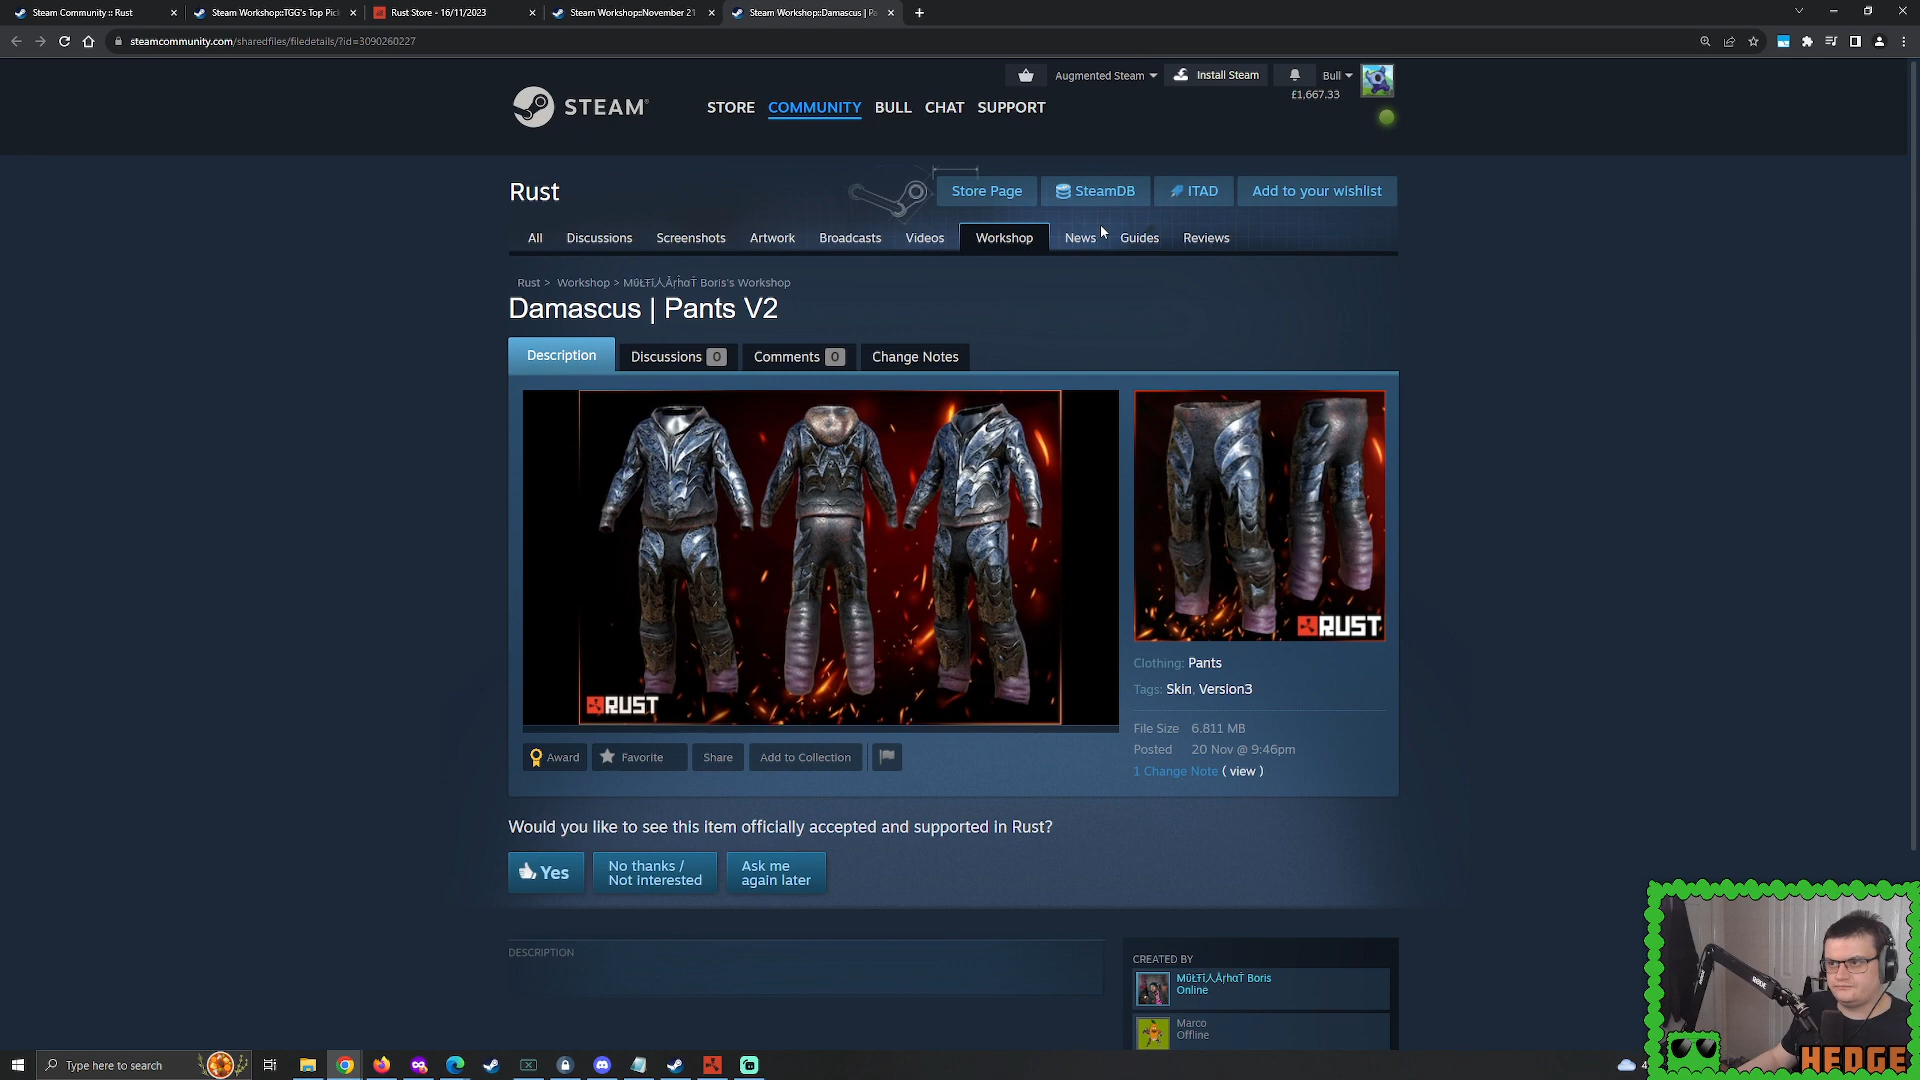 Steam Community :: Rust
Steam Workshop::TGG's Top Pic
Rust Store - 16/11/2023
Steam Workshop::November 21
Steam Workshop::Damascus | Pa
steamcommunity.com/sharedfiles/filedetails/?id=3090260227
Augmented Steam
Install Steam
Bull
£1,667.33
STEAM
STORE
COMMUNITY
BULL
CHAT
SUPPORT
Rust
Store Page
SteamDB
ITAD
Add to your wishlist
All
Discussions
Screenshots
Artwork
Broadcasts
Videos
Workshop
News
Guides
Reviews
Rust > Workshop > Boris's Workshop
Damascus | Pants V2
Description
Discussions 0
Comments 0
Change Notes
RUST
RUST
Clothing: Pants
Tags: Skin, Version3
File Size 6.811 MB
Posted 20 Nov @ 9:46pm
1 Change Note ( view )
Award
Favorite
Share
Add to Collection
Would you like to see this item officially accepted and supported in Rust?
Yes
No thanks /
Not interested
Ask me
again later
DESCRIPTION
CREATED BY
Boris
Online
Marco
Offline
RØDE
HEDGE
Type here to search